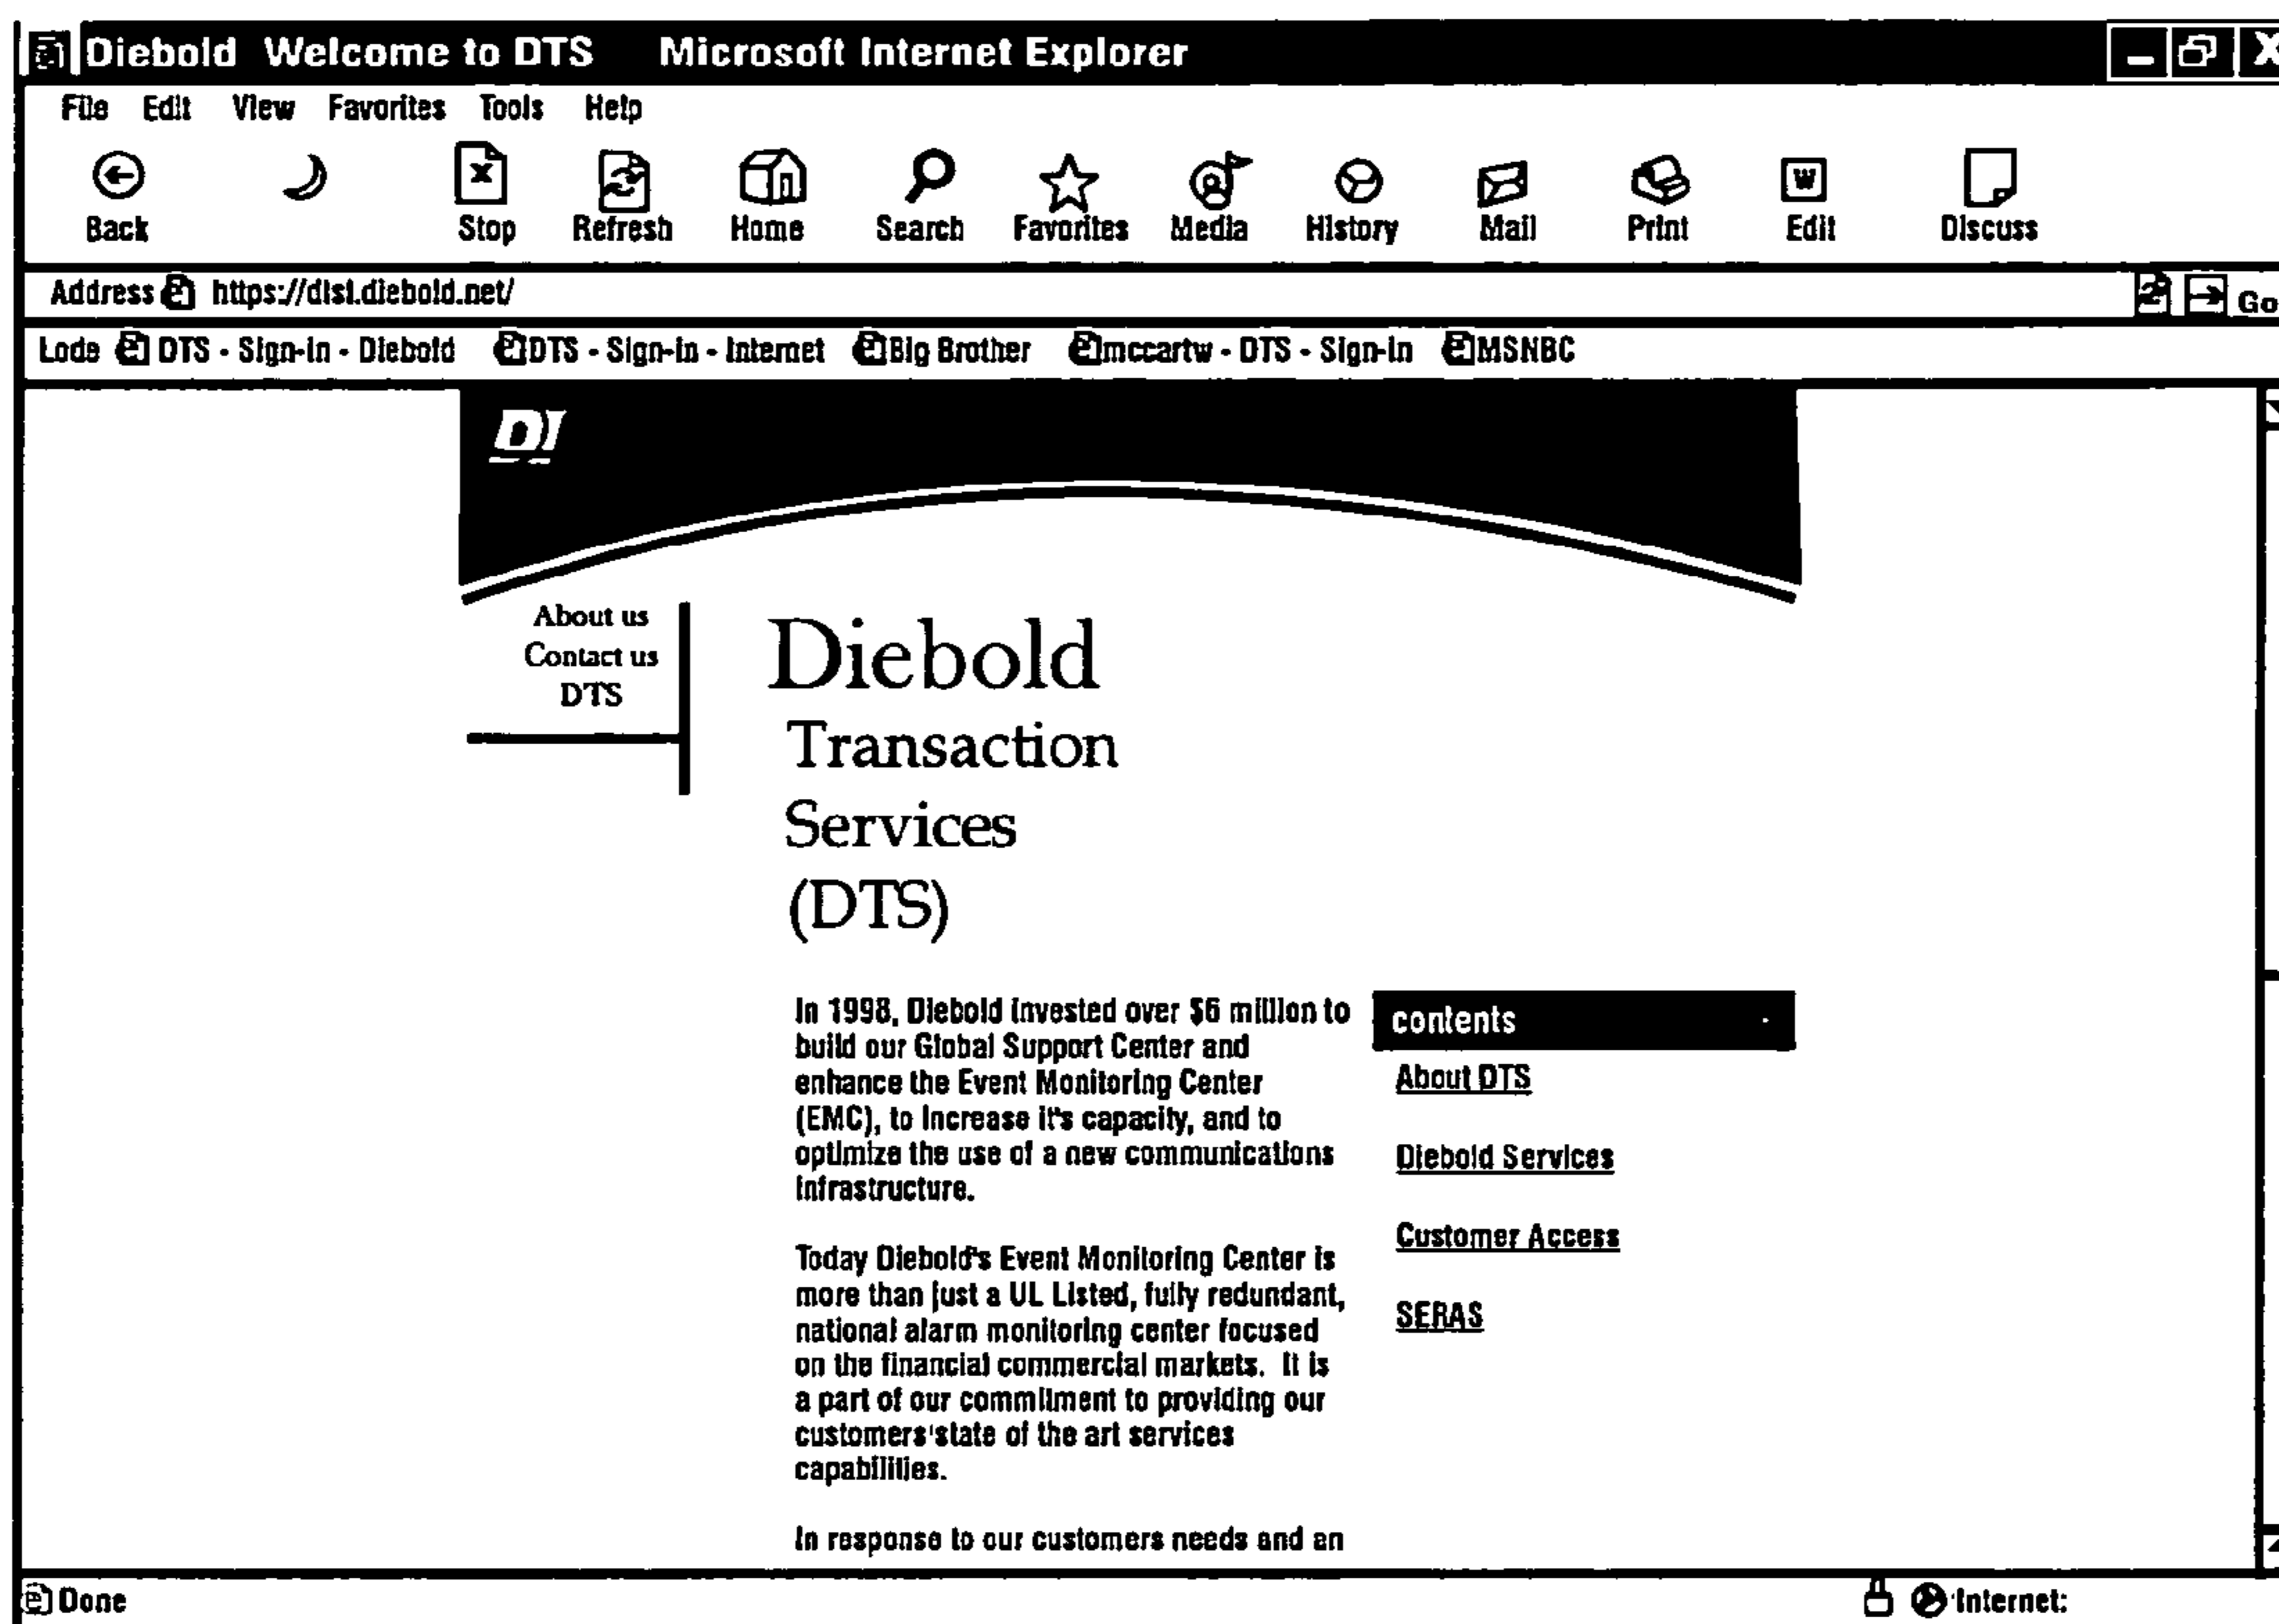 Diebold Welcome to DTS Microsoft Internet Explorer
File Edit View Favorites Tools Help
Back Stop Refresh Home Search Favorites Media History Mail Print Edit Discuss
Address https://dtsl.diebold.net/ Go
DTS - Sign-In - Diebold DTS - Sign-In - Internet Big Brother mccartw - DTS - Sign-In MSNBC
DI
About us
Contact us
DTS
Diebold
Transaction
Services
(DTS)
In 1998, Diebold invested over $6 million to
build our Global Support Center and
enhance the Event Monitoring Center
(EMC), to increase it's capacity, and to
optimize the use of a new communications
infrastructure.
Today Diebold's Event Monitoring Center is
more than just a UL Listed, fully redundant,
national alarm monitoring center focused
on the financial commercial markets. It is
a part of our commitment to providing our
customers'state of the art services
capabilities.
In response to our customers needs and an
contents
About DTS
Diebold Services
Customer Access
SERAS
Done Internet: